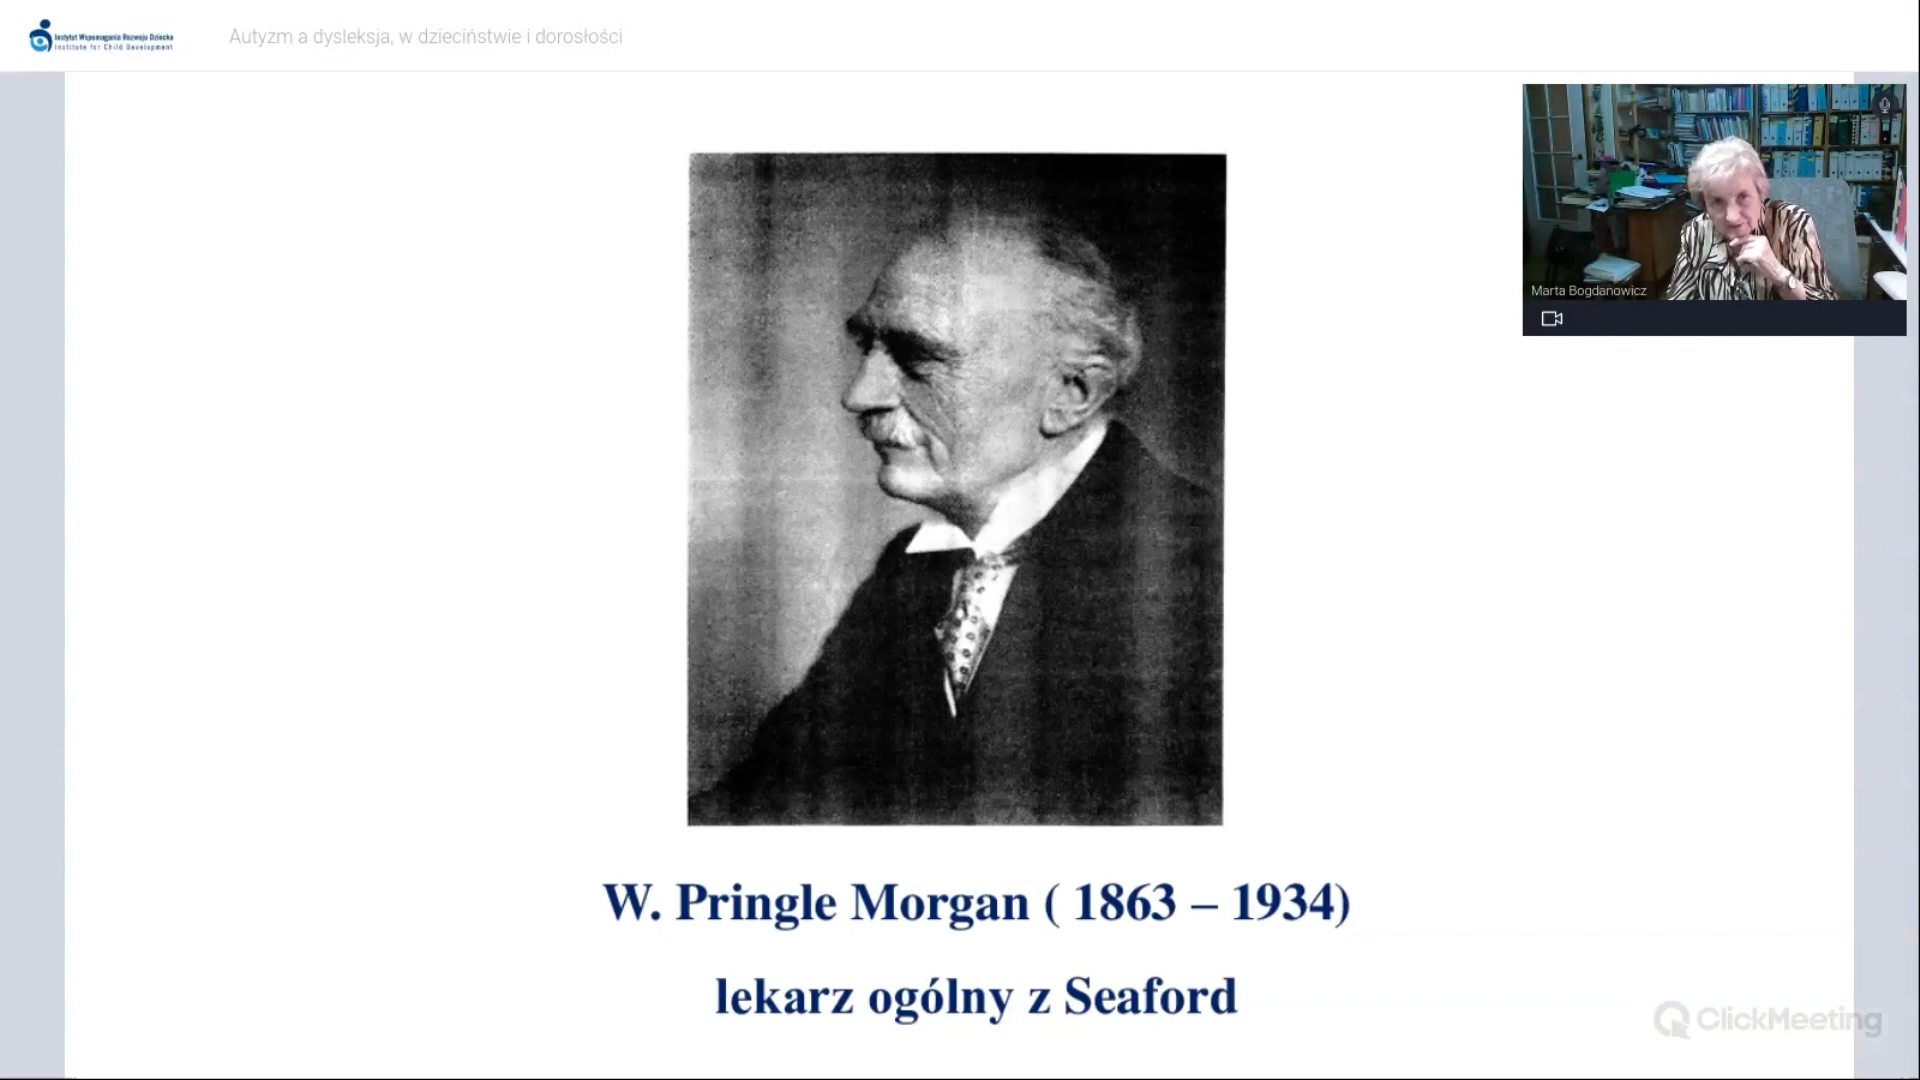 Instytut Wspomagania Rozwoju Dziecka
Institute for Child Development
Autyzm a dysleksja, w dzieciństwie i dorosłości
Marta Bogdanowicz
W. Pringle Morgan ( 1863 – 1934)
lekarz ogólny z Seaford
ClickMeeting